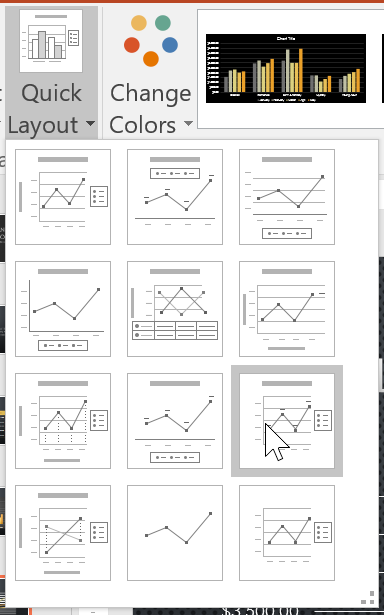 Quick
Layout
Change
Colors
Chart Title
$3,500.00